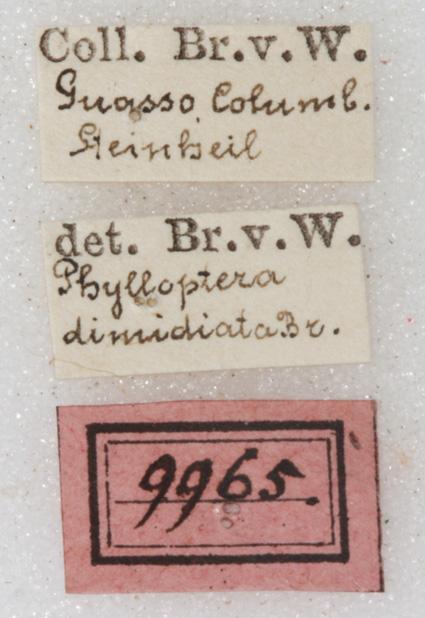 Coll. Br.v.W.
Guasso, Columb.
Steinheil
det. Br.v.W.
Phylloptera
dimidiata Br.
9965.